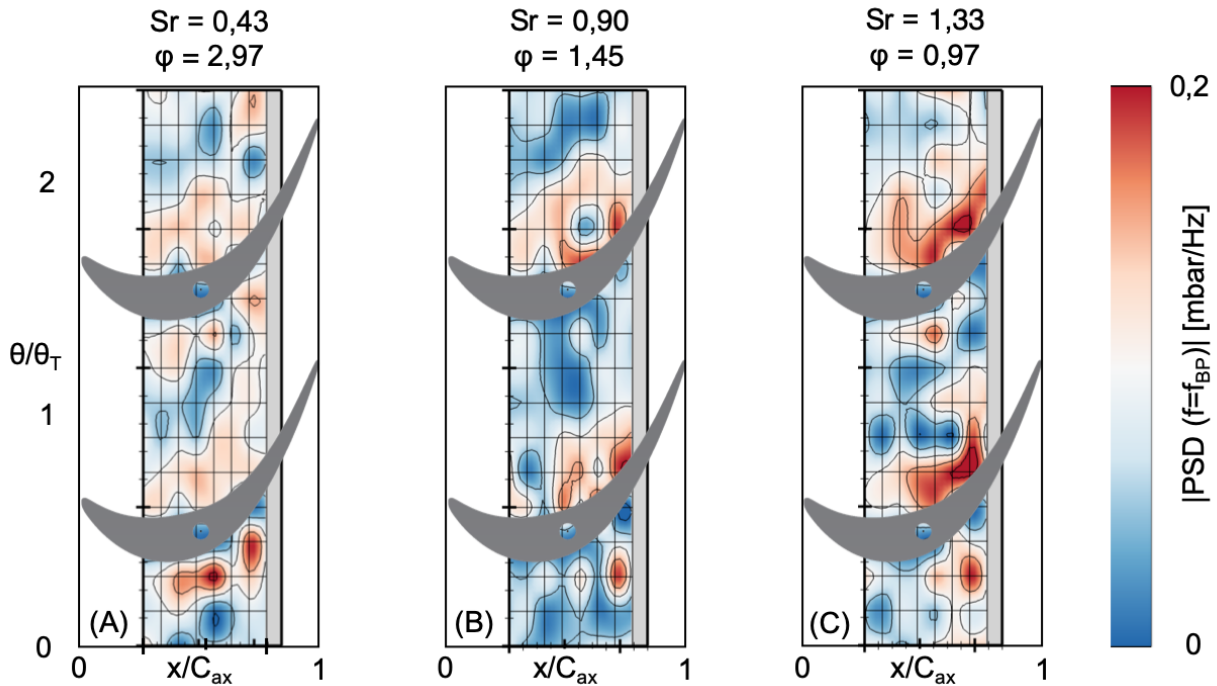 Sr = 0,43
φ = 2,97
Sr = 0,90
φ = 1,45
Sr = 1,33
φ = 0,97
0,2
2
θ/θT
1
|PSD (f=fBP)| [mbar/Hz]
(A)
(B)
(C)
0
0
0
x/Cax
1
0
x/Cax
1
0
x/Cax
1